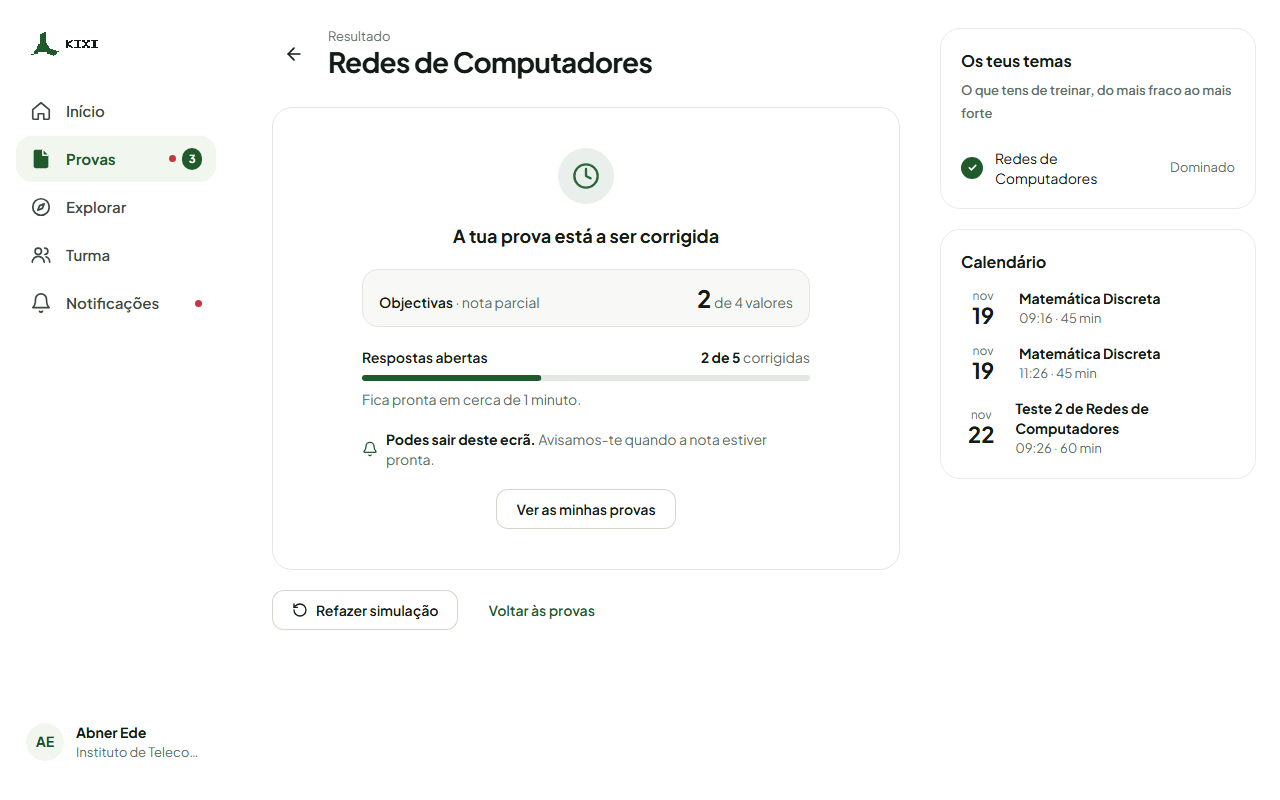 KIXI
Início
Provas
3
Explorar
Turma
Notificações
AE
Abner Ede
Instituto de Teleco...
Resultado
Redes de Computadores
A tua prova está a ser corrigida
Objectivas · nota parcial
2 de 4 valores
Respostas abertas
2 de 5 corrigidas
Fica pronta em cerca de 1 minuto.
Podes sair deste ecrã. Avisamos-te quando a nota estiver
pronta.
Ver as minhas provas
Refazer simulação
Voltar às provas
Os teus temas
O que tens de treinar, do mais fraco ao mais
forte
Redes de
Computadores
Dominado
Calendário
nov
19
Matemática Discreta
09:16 · 45 min
nov
19
Matemática Discreta
11:26 · 45 min
nov
22
Teste 2 de Redes de
Computadores
09:26 · 60 min